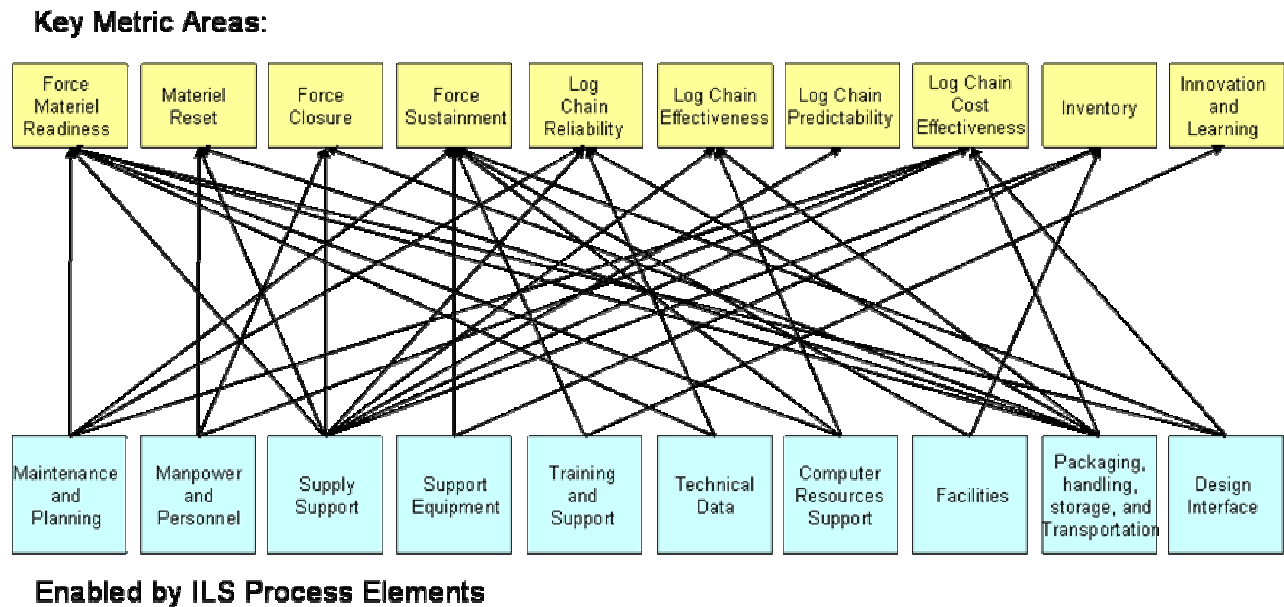 Key Metric Areas:
Force
Materiel
Readiness
Materiel
Reset
Force
Closure
Force
Sustainment
Log
Chain
Reliability
Log Chain
Effectiveness
Log Chain
Predictability
Log Chain
Cost
Effectiveness
Inventory
Innovation
and
Learning
Maintenance
and
Planning
Manpower
and
Personnel
Supply
Support
Support
Equipment
Training
and
Support
Technical
Data
Computer
Resources
Support
Facilities
Packaging,
handling,
storage, and
Transportation
Design
Interface
Enabled by ILS Process Elements